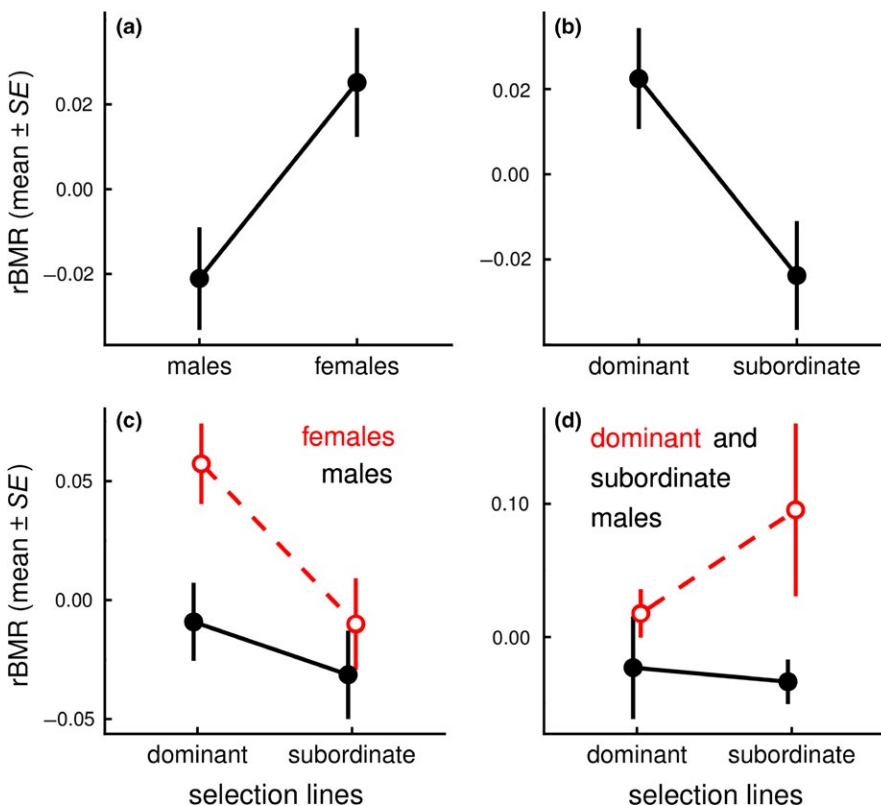 (a)
rBMR (mean ± SE)
0.02
0.00
−0.02
males females
(b)
0.02
0.00
−0.02
dominant subordinate
(c)
females
males
rBMR (mean ± SE)
0.05
0.00
−0.05
dominant subordinate
selection lines
(d)
dominant and
subordinate
males
0.10
0.00
dominant subordinate
selection lines